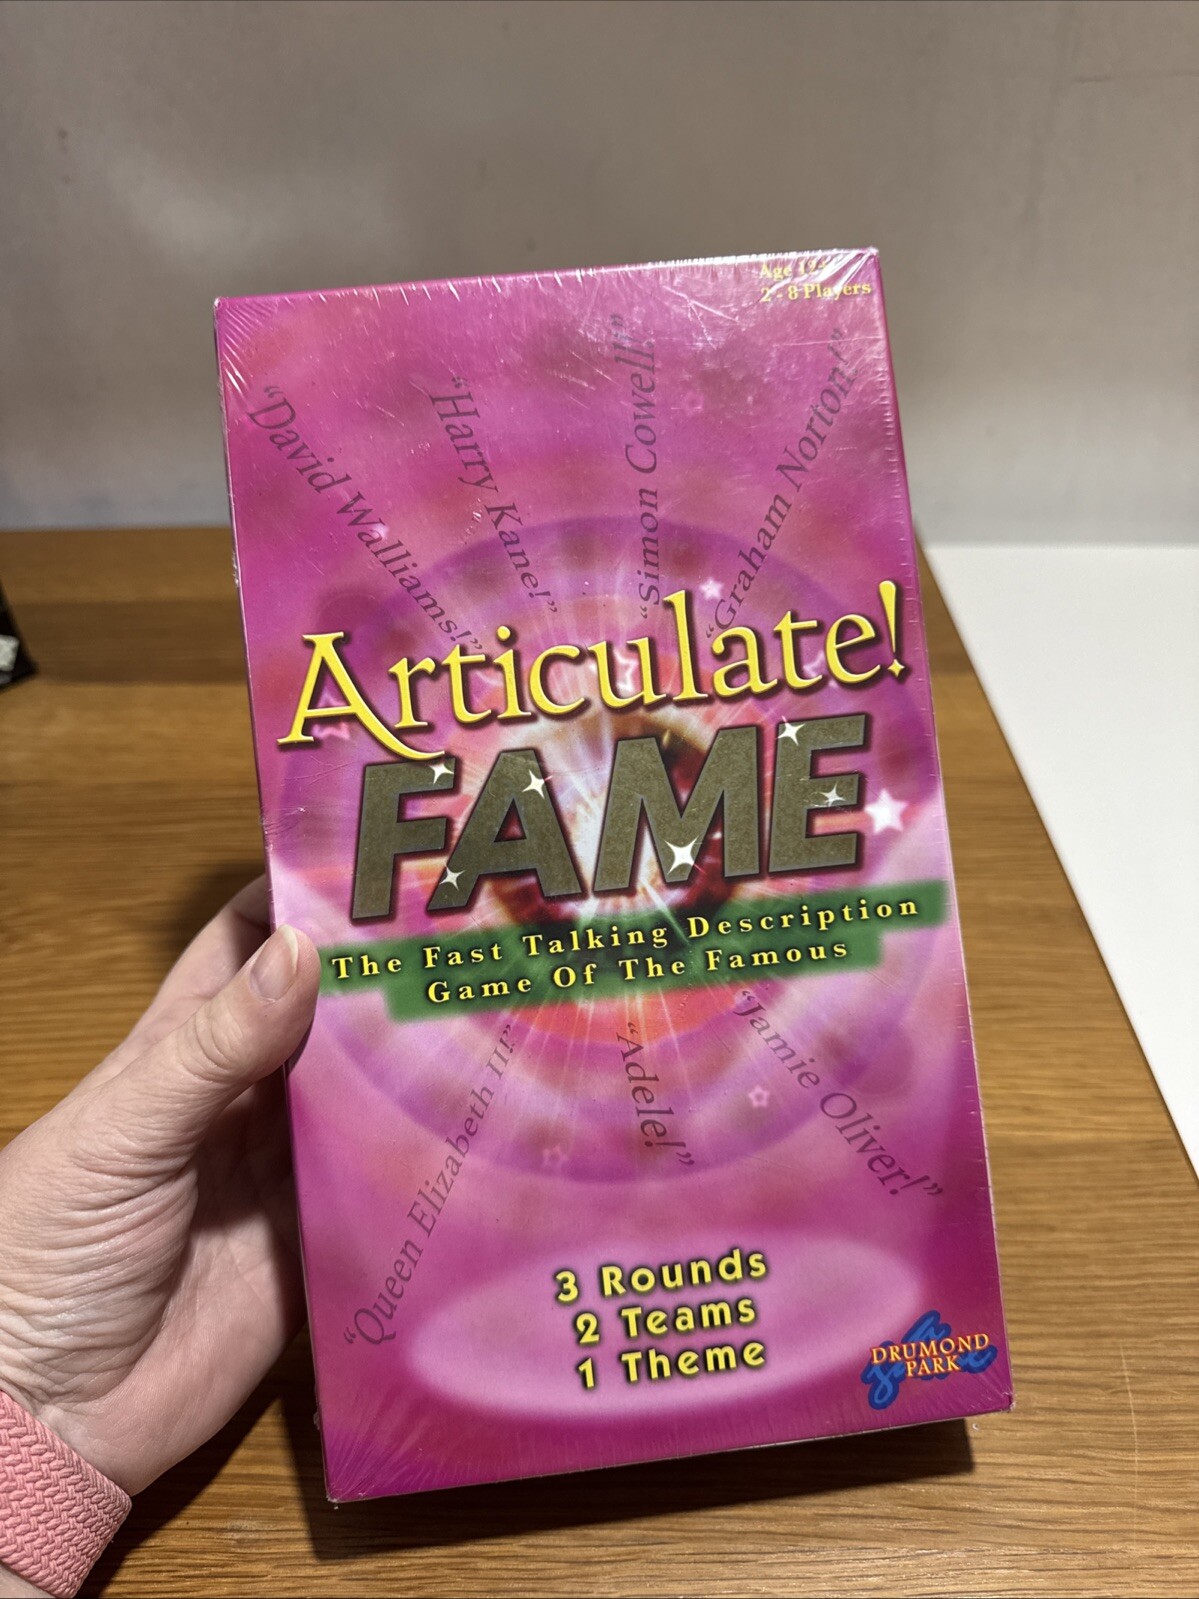 Age 12+
2 - 8 Players
“David Walliams!”
“Harry Kane!”
“Simon Cowell!”
“Graham Norton!”
Articulate!
FAME
The Fast Talking Description
Game Of The Famous
“Queen Elizabeth II!”
“Adele!”
“Jamie Oliver!”
3 Rounds
2 Teams
1 Theme
DRUMOND
PARK